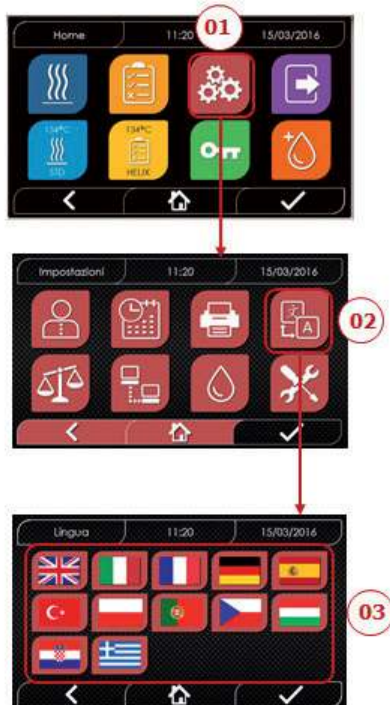 01
Home 11:20 15/03/2016
134°C 134°C
STD HELIX
Impostazioni 11:20 15/03/2016
文 A
02
Lingua 11:20 15/03/2016
03